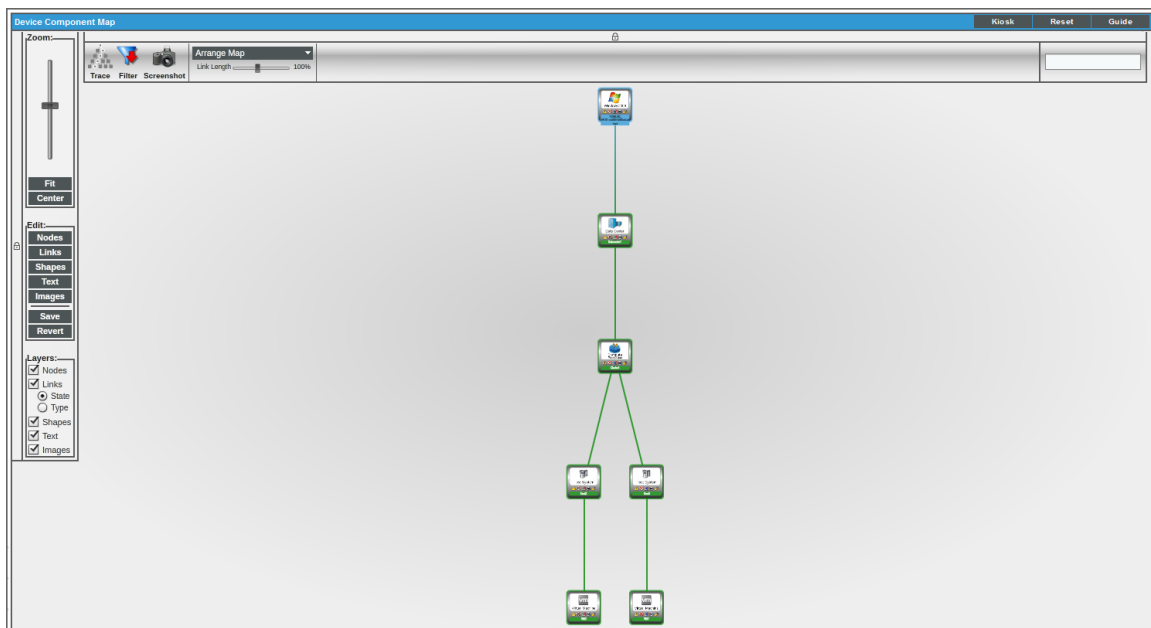 Device Component Map
Kiosk
Reset
Guide
Zoom:
Trace
Filter
Screenshot
Arrange Map
Link Length
100%
Fit
Center
Edit:
Nodes
Links
Shapes
Text
Images
Save
Revert
Layers:
Nodes
Links
State
Type
Shapes
Text
Images